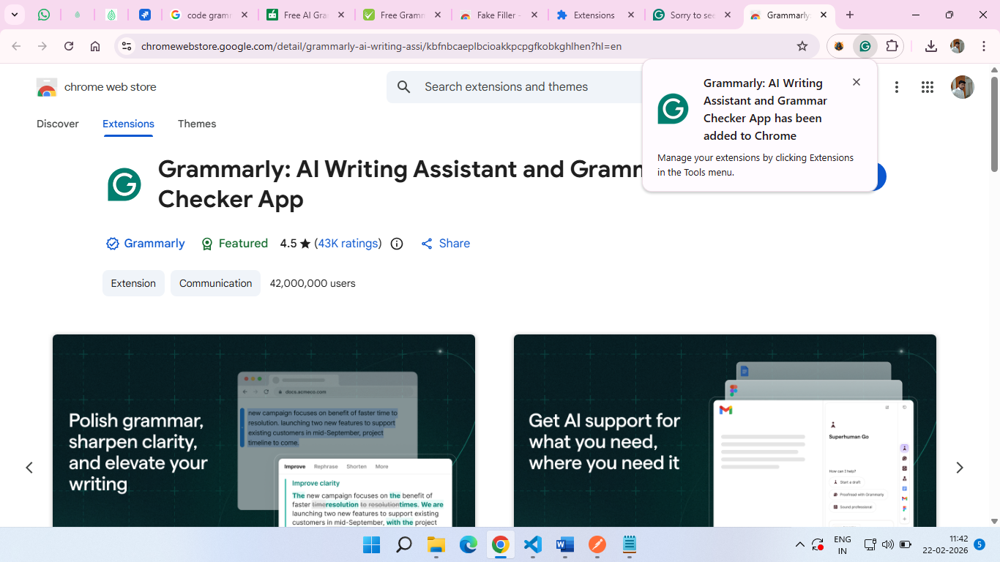 code gramm
Free AI Gra
Free Gramm
Fake Filler -
Extensions
Sorry to see
Grammarly:
chromewebstore.google.com/detail/grammarly-ai-writing-assi/kbfnbcaeplbcioakkpcpgfkobkghlhen?hl=en
chrome web store
Search extensions and themes
Grammarly: AI Writing
Assistant and Grammar
Checker App has been
added to Chrome
Manage your extensions by clicking Extensions
in the Tools menu.
Discover
Extensions
Themes
Grammarly: AI Writing Assistant and Gramm
Checker App
Grammarly
Featured
4.5 ★ (43K ratings)
Share
Extension
Communication
42,000,000 users
Polish grammar,
sharpen clarity,
and elevate your
writing
docs.acmeco.com
new campaign focuses on benefit of faster time to
resolution. launching two new features to support
existing customers in mid-September, project
timeline to come.
Improve Rephrase Shorten More
Improve clarity
The new campaign focuses on the benefit of
faster timeresolution to resolutiontimes. We are
launching two new features to support existing
customers in mid-September, with the project
Get AI support for
what you need,
where you need it
Superhuman Go
How can I help?
Start a draft
Proofread with Grammarly
Sound professional
ENG
IN
11:42
22-02-2026
5